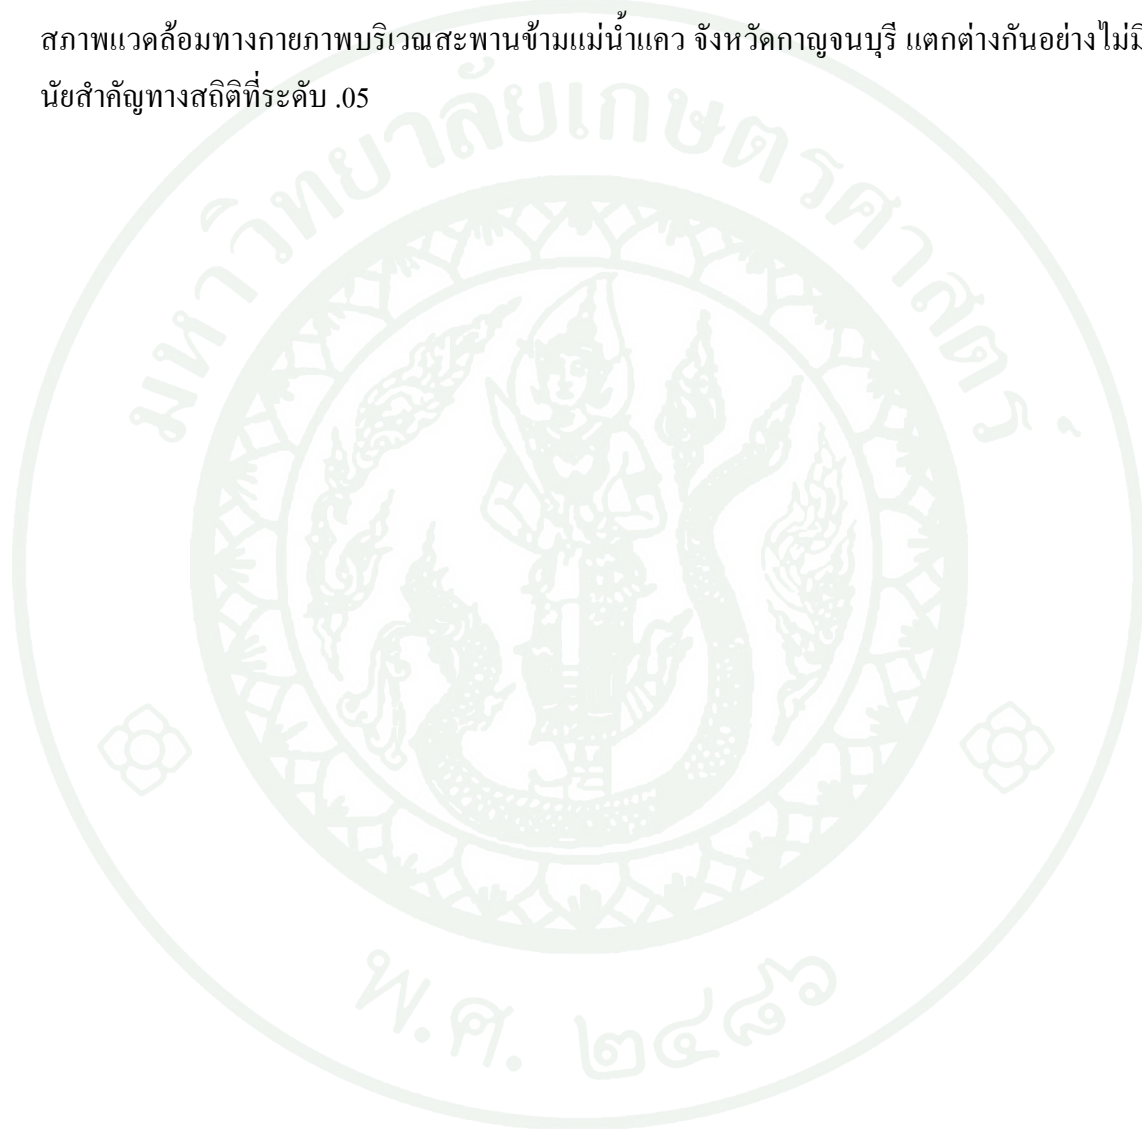 สภาพแวดล้อมทางกายภาพบริเวณสะพานข้ามแม่น้ำแคว จังหวัดกาญจนบุรี แตกต่างกันอย่างไม่มี
นัยสำคัญทางสถิติที่ระดับ .05
มหาวิทยาลัยเกษตรศาสตร์
พ.ศ. ๒๔๘๖